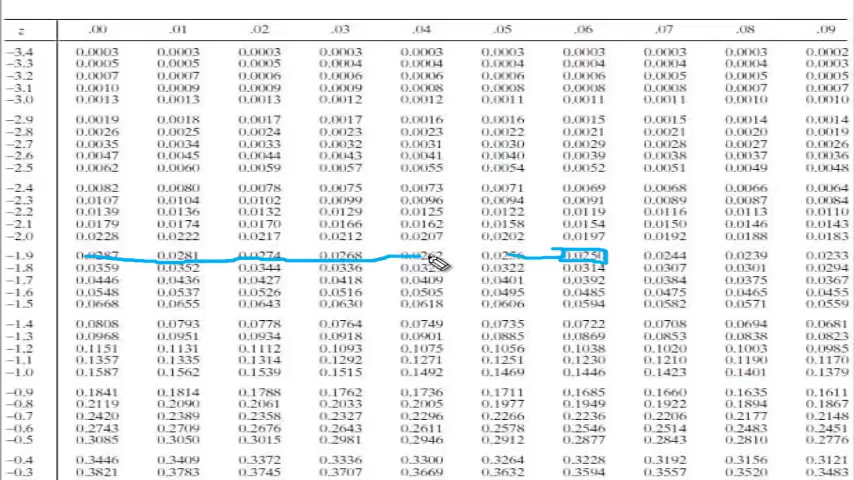 z .00 .01 .02 .03 .04 .05 .06 .07 .08 .09
-3.4 0.0003 0.0003 0.0003 0.0003 0.0003 0.0003 0.0003 0.0003 0.0003 0.0002
-3.3 0.0005 0.0005 0.0005 0.0004 0.0004 0.0004 0.0004 0.0004 0.0004 0.0003
-3.2 0.0007 0.0007 0.0006 0.0006 0.0006 0.0006 0.0006 0.0005 0.0005 0.0005
-3.1 0.0010 0.0009 0.0009 0.0009 0.0008 0.0008 0.0008 0.0008 0.0007 0.0007
-3.0 0.0013 0.0013 0.0013 0.0012 0.0012 0.0011 0.0011 0.0011 0.0010 0.0010
-2.9 0.0019 0.0018 0.0017 0.0017 0.0016 0.0016 0.0015 0.0015 0.0014 0.0014
-2.8 0.0026 0.0025 0.0024 0.0023 0.0023 0.0022 0.0021 0.0021 0.0020 0.0019
-2.7 0.0035 0.0034 0.0033 0.0032 0.0031 0.0030 0.0029 0.0028 0.0027 0.0026
-2.6 0.0047 0.0045 0.0044 0.0043 0.0041 0.0040 0.0039 0.0038 0.0037 0.0036
-2.5 0.0062 0.0060 0.0059 0.0057 0.0055 0.0054 0.0052 0.0051 0.0049 0.0048
-2.4 0.0082 0.0080 0.0078 0.0075 0.0073 0.0071 0.0069 0.0068 0.0066 0.0064
-2.3 0.0107 0.0104 0.0102 0.0099 0.0096 0.0094 0.0091 0.0089 0.0087 0.0084
-2.2 0.0139 0.0136 0.0132 0.0129 0.0125 0.0122 0.0119 0.0116 0.0113 0.0110
-2.1 0.0179 0.0174 0.0170 0.0166 0.0162 0.0158 0.0154 0.0150 0.0146 0.0143
-2.0 0.0228 0.0222 0.0217 0.0212 0.0207 0.0202 0.0197 0.0192 0.0188 0.0183
-1.9 0.0287 0.0281 0.0274 0.0268 0.0262 0.0256 0.0250 0.0244 0.0239 0.0233
-1.8 0.0359 0.0352 0.0344 0.0336 0.0322 0.0314 0.0307 0.0301 0.0294
-1.7 0.0446 0.0436 0.0427 0.0418 0.0409 0.0401 0.0392 0.0384 0.0375 0.0367
-1.6 0.0548 0.0537 0.0526 0.0516 0.0505 0.0495 0.0485 0.0475 0.0465 0.0455
-1.5 0.0668 0.0655 0.0643 0.0630 0.0618 0.0606 0.0594 0.0582 0.0571 0.0559
-1.4 0.0808 0.0793 0.0778 0.0764 0.0749 0.0735 0.0722 0.0708 0.0694 0.0681
-1.3 0.0968 0.0951 0.0934 0.0918 0.0901 0.0885 0.0869 0.0853 0.0838 0.0823
-1.2 0.1151 0.1131 0.1112 0.1093 0.1075 0.1056 0.1038 0.1020 0.1003 0.0985
-1.1 0.1357 0.1335 0.1314 0.1292 0.1271 0.1251 0.1230 0.1210 0.1190 0.1170
-1.0 0.1587 0.1562 0.1539 0.1515 0.1492 0.1469 0.1446 0.1423 0.1401 0.1379
-0.9 0.1841 0.1814 0.1788 0.1762 0.1736 0.1711 0.1685 0.1660 0.1635 0.1611
-0.8 0.2119 0.2090 0.2061 0.2033 0.2005 0.1977 0.1949 0.1922 0.1894 0.1867
-0.7 0.2420 0.2389 0.2358 0.2327 0.2296 0.2266 0.2236 0.2206 0.2177 0.2148
-0.6 0.2743 0.2709 0.2676 0.2643 0.2611 0.2578 0.2546 0.2514 0.2483 0.2451
-0.5 0.3085 0.3050 0.3015 0.2981 0.2946 0.2912 0.2877 0.2843 0.2810 0.2776
-0.4 0.3446 0.3409 0.3372 0.3336 0.3300 0.3264 0.3228 0.3192 0.3156 0.3121
-0.3 0.3821 0.3783 0.3745 0.3707 0.3669 0.3632 0.3594 0.3557 0.3520 0.3483